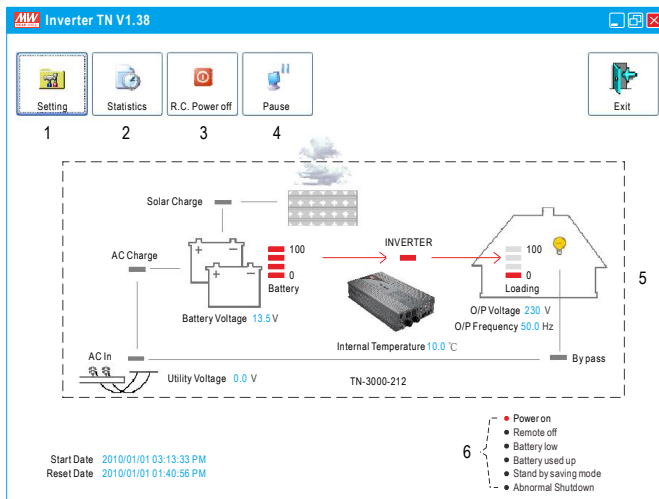 MW MEAN WELL Inverter TN V1.38
Setting
Statistics
R.C. Power off
Pause
Exit
1
2
3
4
Solar Charge
AC Charge
+ −
+ −
100
0
Battery
Battery Voltage 13.5 V
INVERTER
100
0
Loading
O/P Voltage 230 V
O/P Frequency 50.0 Hz
5
Internal Temperature 10.0 ℃
AC In
Utility Voltage 0.0 V
TN-3000-212
By pass
6
Power on
Remote off
Battery low
Battery used up
Stand by saving mode
Abnormal Shutdown
Start Date 2010/01/01 03:13:33 PM
Reset Date 2010/01/01 01:40:56 PM